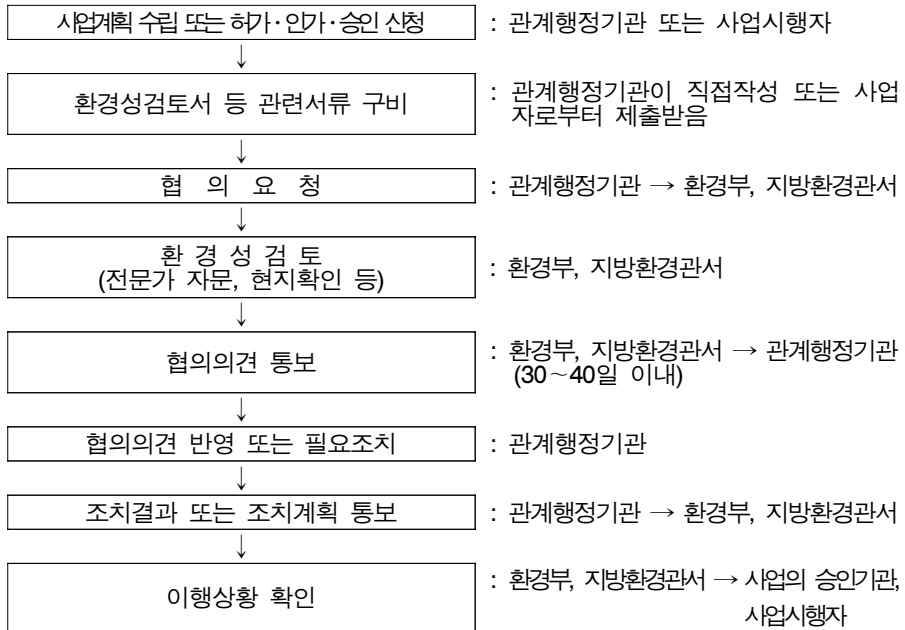 사업계획 수립 또는 허가·인가·승인 신청 : 관계행정기관 또는 사업시행자
↓
환경성검토서 등 관련서류 구비 : 관계행정기관이 직접작성 또는 사업
자로부터 제출받음
↓
협 의 요 청 : 관계행정기관 → 환경부, 지방환경관서
↓
환 경 성 검 토
(전문가 자문, 현지확인 등) : 환경부, 지방환경관서
↓
협의의견 통보 : 환경부, 지방환경관서 → 관계행정기관
(30～40일 이내)
↓
협의의견 반영 또는 필요조치 : 관계행정기관
↓
조치결과 또는 조치계획 통보 : 관계행정기관 → 환경부, 지방환경관서
↓
이행상황 확인 : 환경부, 지방환경관서 → 사업의 승인기관,
사업시행자